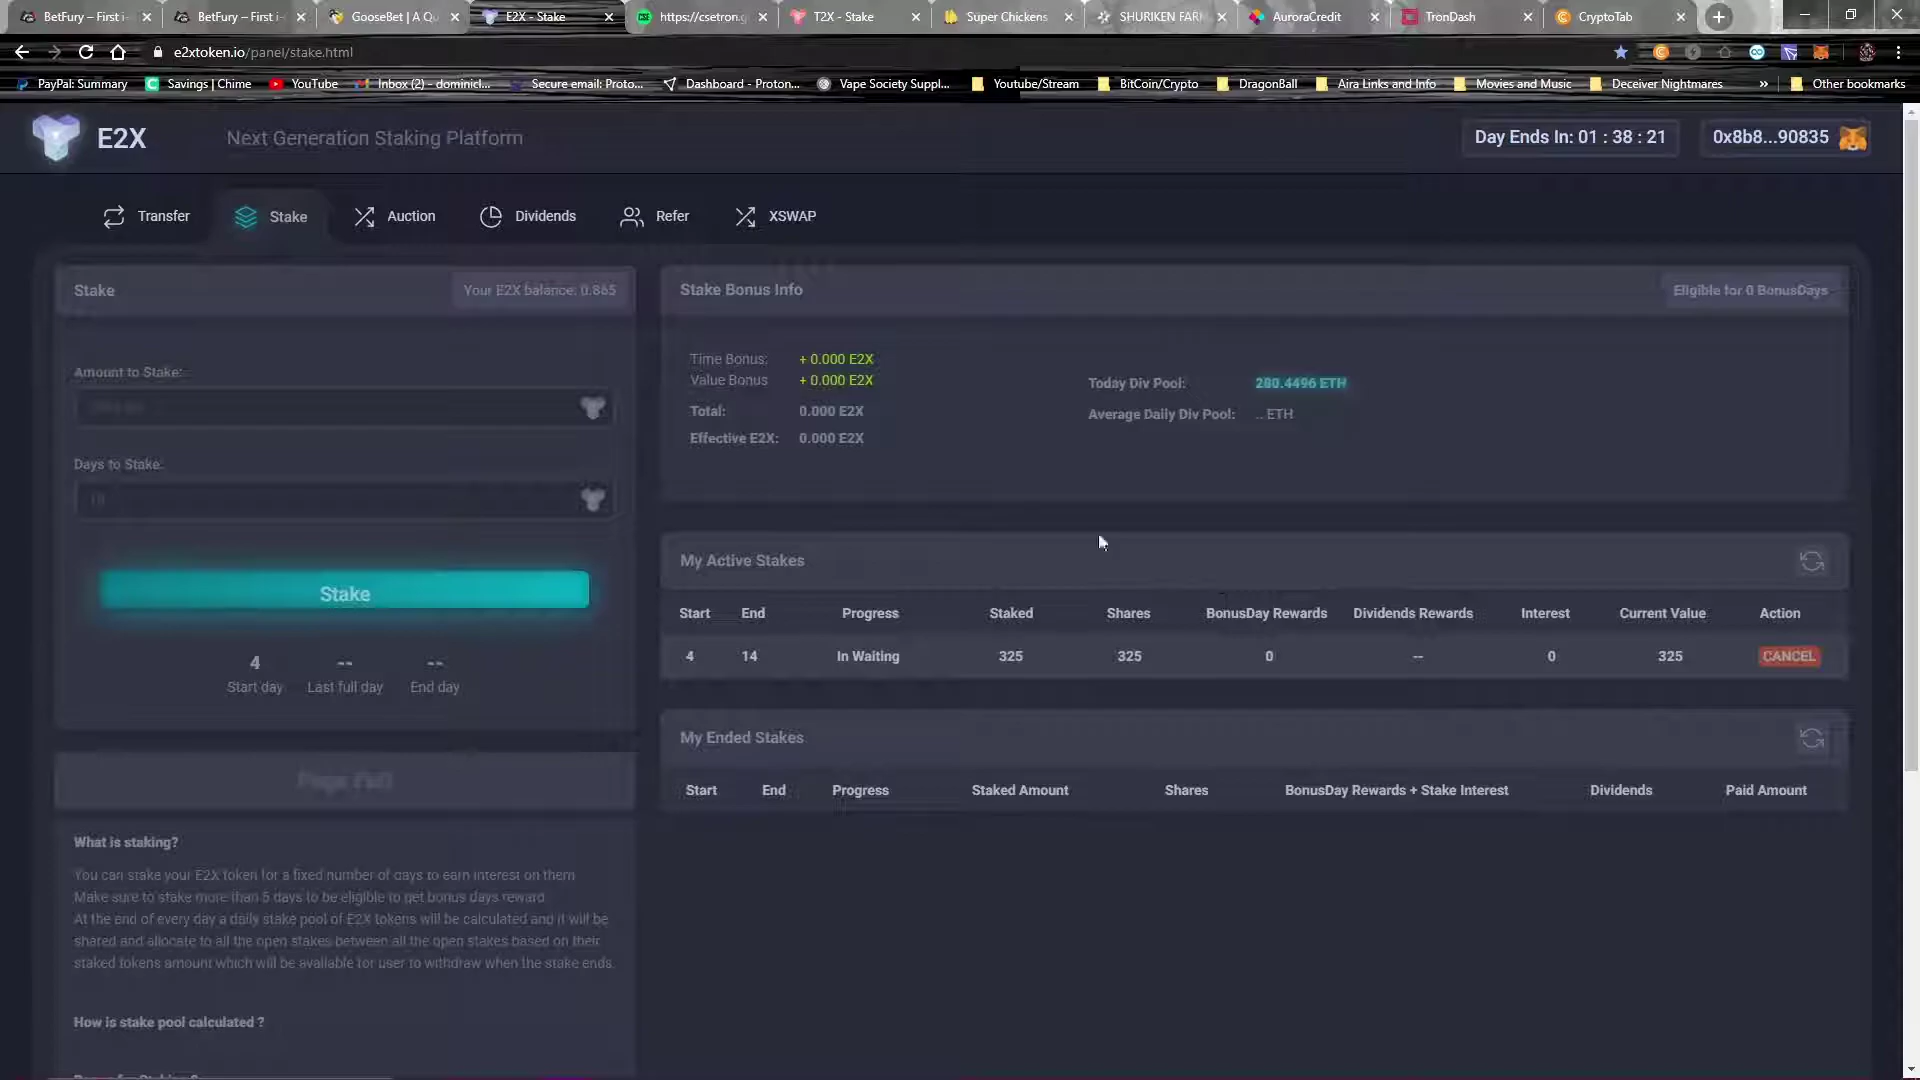 BetFury – First i
BetFury – First i
GooseBet | A Qu
E2X - Stake
https://csetron.g
T2X - Stake
Super Chickens
SHURIKEN FARM
AuroraCredit
TronDash
CryptoTab
e2xtoken.io/panel/stake.html
PayPal: Summary
Savings | Chime
YouTube
Inbox (2) - dominicl...
Secure email: Proto...
Dashboard - Proton...
Vape Society Suppl...
Youtube/Stream
BitCoin/Crypto
DragonBall
Aira Links and Info
Movies and Music
Deceiver Nightmares
»
Other bookmarks
E2X
Next Generation Staking Platform
Day Ends In: 01 : 38 : 21
0x8b8...90835
Transfer
Stake
Auction
Dividends
Refer
XSWAP
Stake
Your E2X balance: 0.865
Amount to Stake:
Days to Stake:
Stake
4 -- --
Start day Last full day End day
What is staking?
You can stake your E2X token for a fixed number of days to earn interest on them
Make sure to stake more than 5 days to be eligible to get bonus days reward
At the end of every day a daily stake pool of E2X tokens will be calculated and it will be
shared and allocate to all the open stakes between all the open stakes based on their
staked tokens amount which will be available for user to withdraw when the stake ends.
How is stake pool calculated ?
Stake Bonus Info
Eligible for 0 BonusDays
Time Bonus: + 0.000 E2X
Value Bonus + 0.000 E2X
Total: 0.000 E2X
Effective E2X: 0.000 E2X
Today Div Pool: 280.4496 ETH
Average Daily Div Pool: .. ETH
My Active Stakes
Start End Progress Staked Shares BonusDay Rewards Dividends Rewards Interest Current Value Action
4 14 In Waiting 325 325 0 -- 0 325 CANCEL
My Ended Stakes
Start End Progress Staked Amount Shares BonusDay Rewards + Stake Interest Dividends Paid Amount